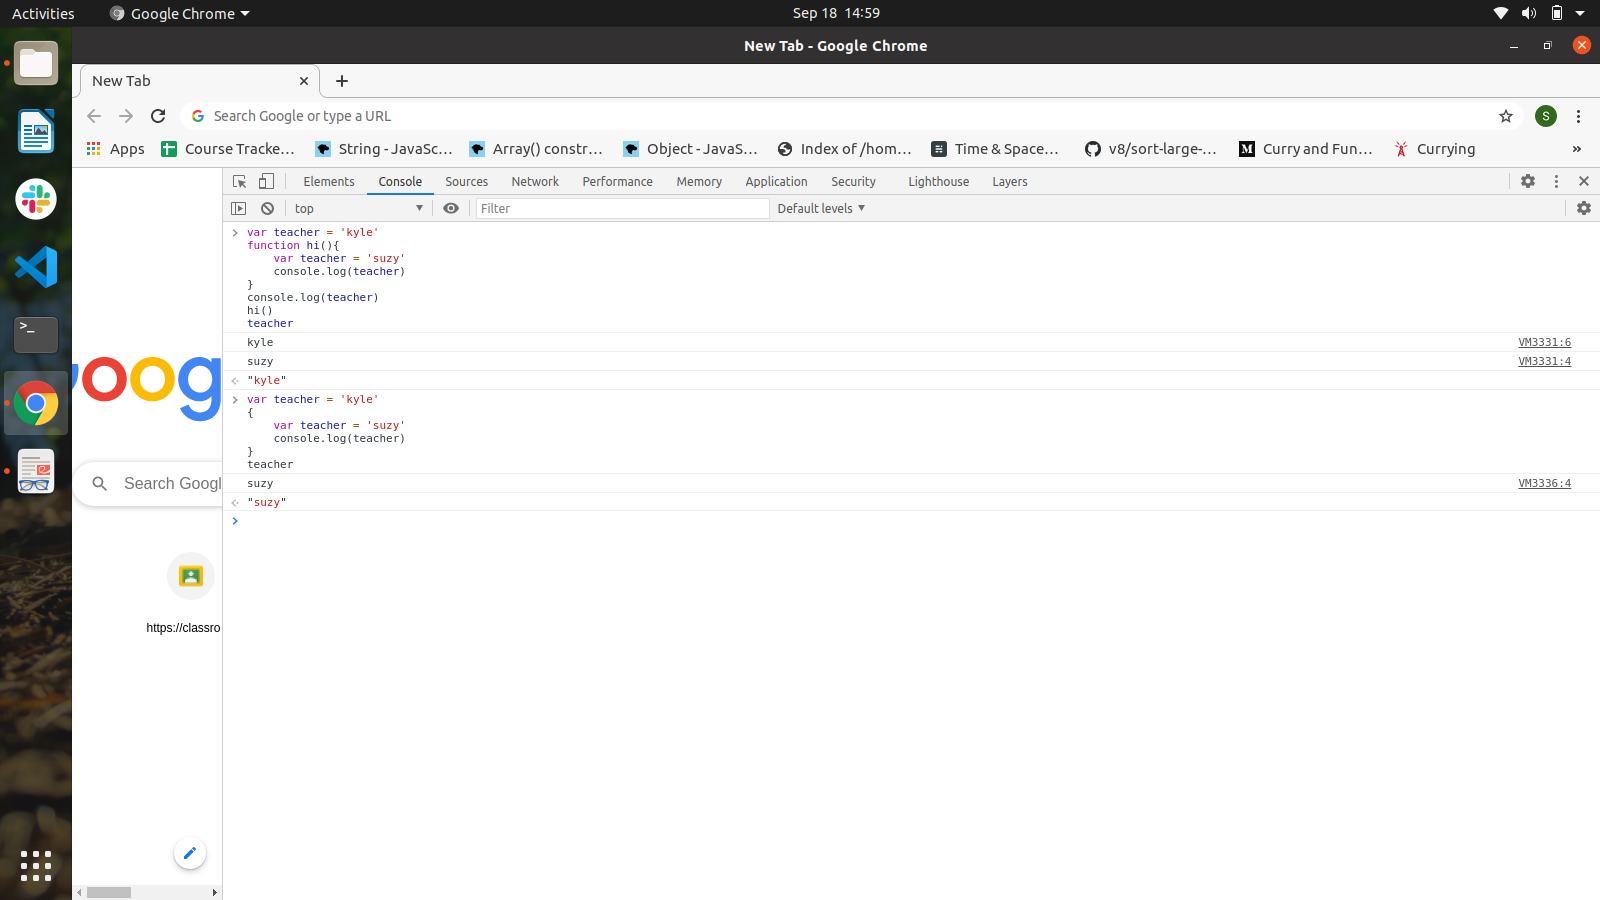 Activities
Google Chrome
Sep 18 14:59
New Tab - Google Chrome
New Tab
Search Google or type a URL
S
Apps
Course Tracke...
String - JavaSc...
Array() constr...
Object - JavaS...
Index of /hom...
Time & Space...
v8/sort-large-...
M
Curry and Fun...
Currying
»
Elements
Console
Sources
Network
Performance
Memory
Application
Security
Lighthouse
Layers
top
Filter
Default levels
var teacher = 'kyle'
function hi(){
var teacher = 'suzy'
console.log(teacher)
}
console.log(teacher)
hi()
teacher
kyle
VM3331:6
suzy
VM3331:4
"kyle"
var teacher = 'kyle'
{
var teacher = 'suzy'
console.log(teacher)
}
teacher
suzy
VM3336:4
"suzy"
>_
oog
Search Googl
https://classro